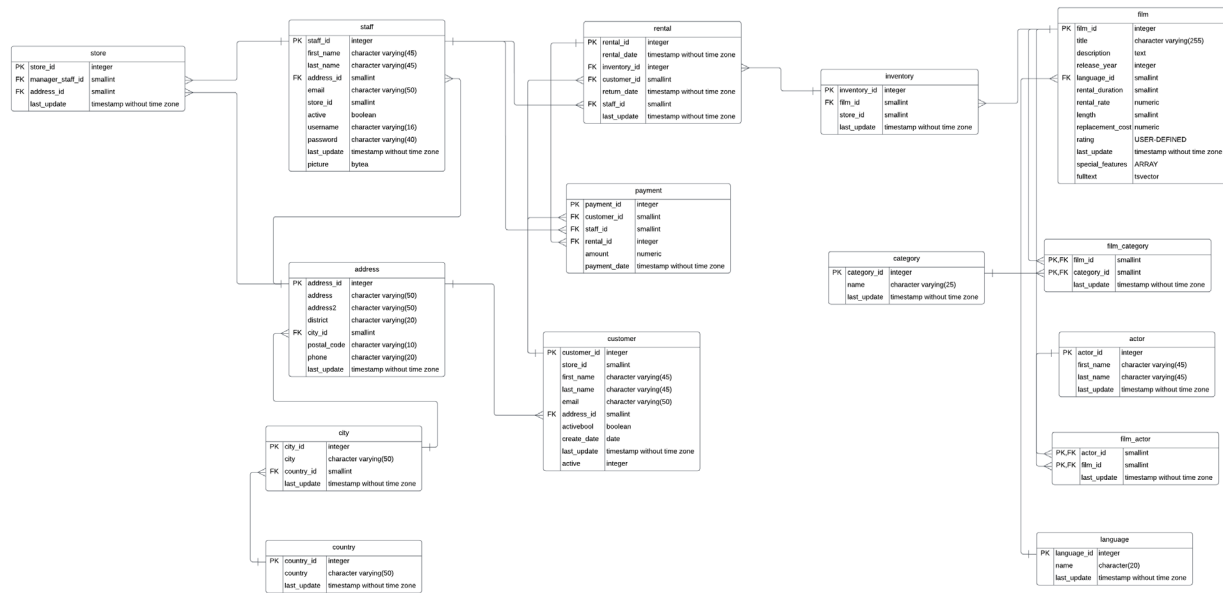 store
PK store_id integer
FK manager_staff_id smallint
FK address_id smallint
last_update timestamp without time zone
staff
PK staff_id integer
first_name character varying(45)
last_name character varying(45)
FK address_id smallint
email character varying(50)
store_id smallint
active boolean
username character varying(16)
password character varying(40)
last_update timestamp without time zone
picture bytea
rental
PK rental_id integer
rental_date timestamp without time zone
FK inventory_id integer
FK customer_id smallint
return_date timestamp without time zone
FK staff_id smallint
last_update timestamp without time zone
inventory
PK inventory_id integer
FK film_id smallint
store_id smallint
last_update timestamp without time zone
film
PK film_id integer
title character varying(255)
description text
release_year integer
FK language_id smallint
rental_duration smallint
rental_rate numeric
length smallint
replacement_cost numeric
rating USER-DEFINED
last_update timestamp without time zone
special_features ARRAY
fulltext tsvector
payment
PK payment_id integer
FK customer_id smallint
FK staff_id smallint
FK rental_id integer
amount numeric
payment_date timestamp without time zone
category
PK category_id integer
name character varying(25)
last_update timestamp without time zone
film_category
PK,FK film_id smallint
PK,FK category_id smallint
last_update timestamp without time zone
address
PK address_id integer
address character varying(50)
address2 character varying(50)
district character varying(20)
FK city_id smallint
postal_code character varying(10)
phone character varying(20)
last_update timestamp without time zone
customer
PK customer_id integer
store_id smallint
first_name character varying(45)
last_name character varying(45)
email character varying(50)
FK address_id smallint
activebool boolean
create_date date
last_update timestamp without time zone
active integer
actor
PK actor_id integer
first_name character varying(45)
last_name character varying(45)
last_update timestamp without time zone
city
PK city_id integer
city character varying(50)
FK country_id smallint
last_update timestamp without time zone
film_actor
PK,FK actor_id smallint
PK,FK film_id smallint
last_update timestamp without time zone
country
PK country_id integer
country character varying(50)
last_update timestamp without time zone
language
PK language_id integer
name character(20)
last_update timestamp without time zone